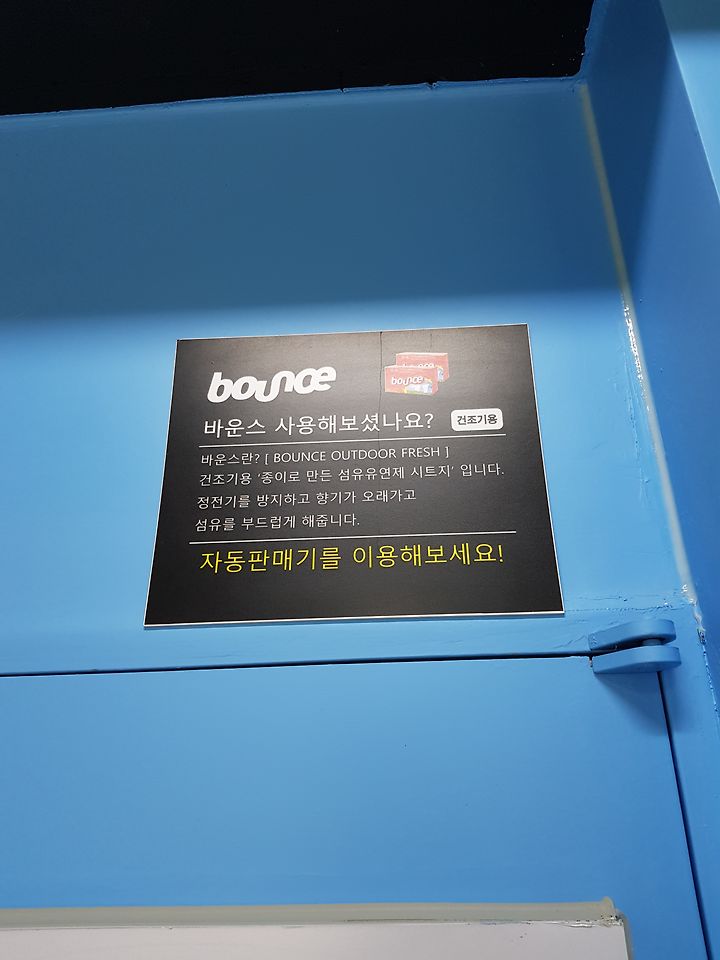 bounce
bounce
바운스 사용해보셨나요? 건조기용
바운스란? [ BOUNCE OUTDOOR FRESH ]
건조기용 '종이로 만든 섬유유연제 시트지' 입니다.
정전기를 방지하고 향기가 오래가고
섬유를 부드럽게 해줍니다.
자동판매기를 이용해보세요!